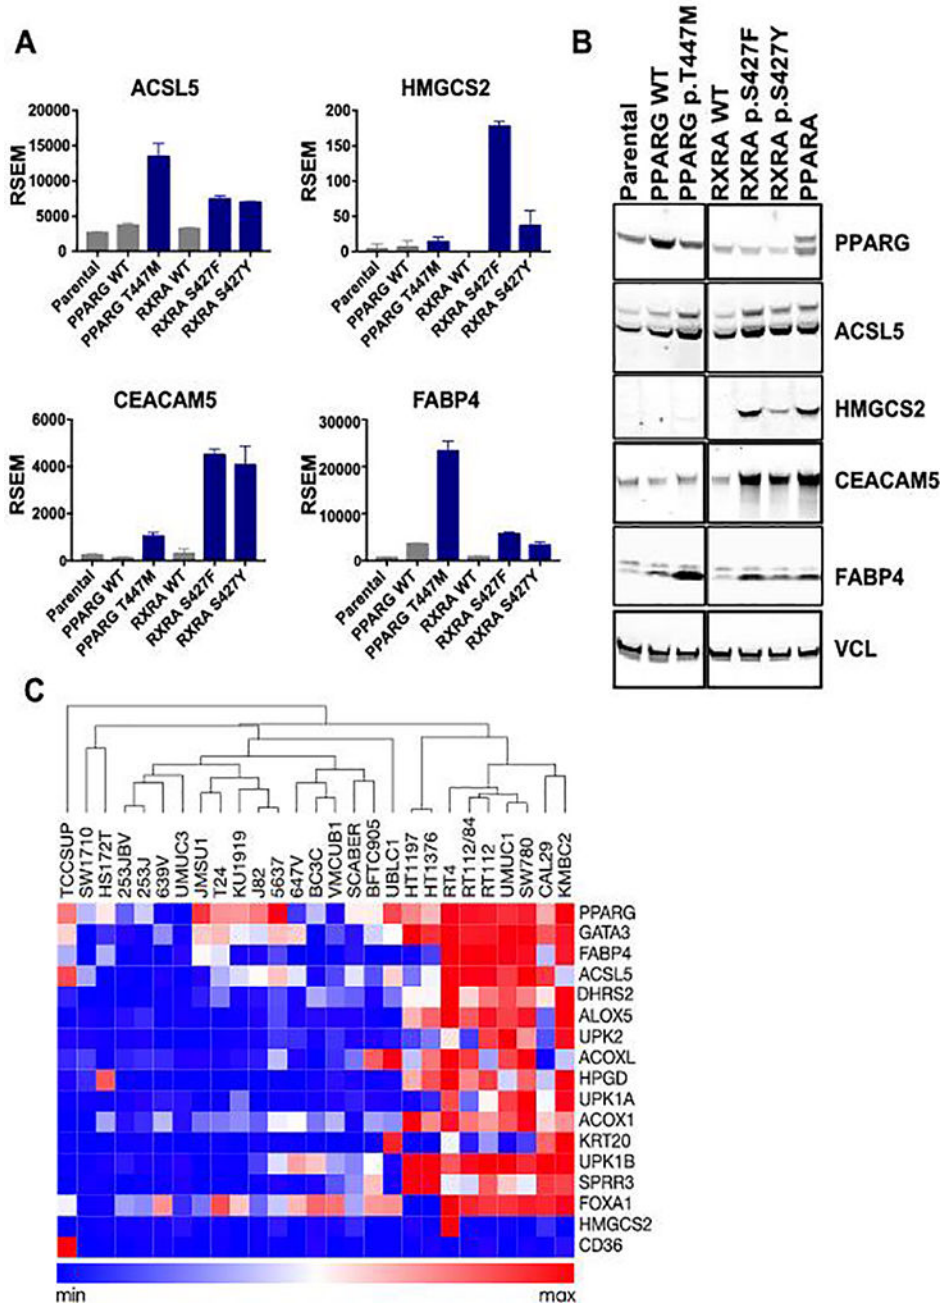 A
ACSL5
RSEM
20000
15000
10000
5000
0
Parental
PPARG WT
PPARG T447M
RXRA WT
RXRA S427F
RXRA S427Y
HMGCS2
RSEM
200
150
100
50
0
Parental
PPARG WT
PPARG T447M
RXRA WT
RXRA S427F
RXRA S427Y
CEACAM5
RSEM
6000
4000
2000
0
Parental
PPARG WT
PPARG T447M
RXRA WT
RXRA S427F
RXRA S427Y
FABP4
RSEM
30000
20000
10000
0
Parental
PPARG WT
PPARG T447M
RXRA WT
RXRA S427F
RXRA S427Y
B
Parental
PPARG WT
PPARG p.T447M
RXRA WT
RXRA p.S427F
RXRA p.S427Y
PPARA
PPARG
ACSL5
HMGCS2
CEACAM5
FABP4
VCL
C
TCCSUP
SW1710
HS172T
253JBV
253J
639V
UMUC3
JMSU1
T24
KU1919
J82
5637
647V
BC3C
VMCUB1
SCABER
BFTC905
UBLC1
HT1197
HT1376
RT4
RT112/84
RT112
UMUC1
SW780
CAL29
KMBC2
PPARG
GATA3
FABP4
ACSL5
DHRS2
ALOX5
UPK2
ACOXL
HPGD
UPK1A
ACOX1
KRT20
UPK1B
SPRR3
FOXA1
HMGCS2
CD36
min
max